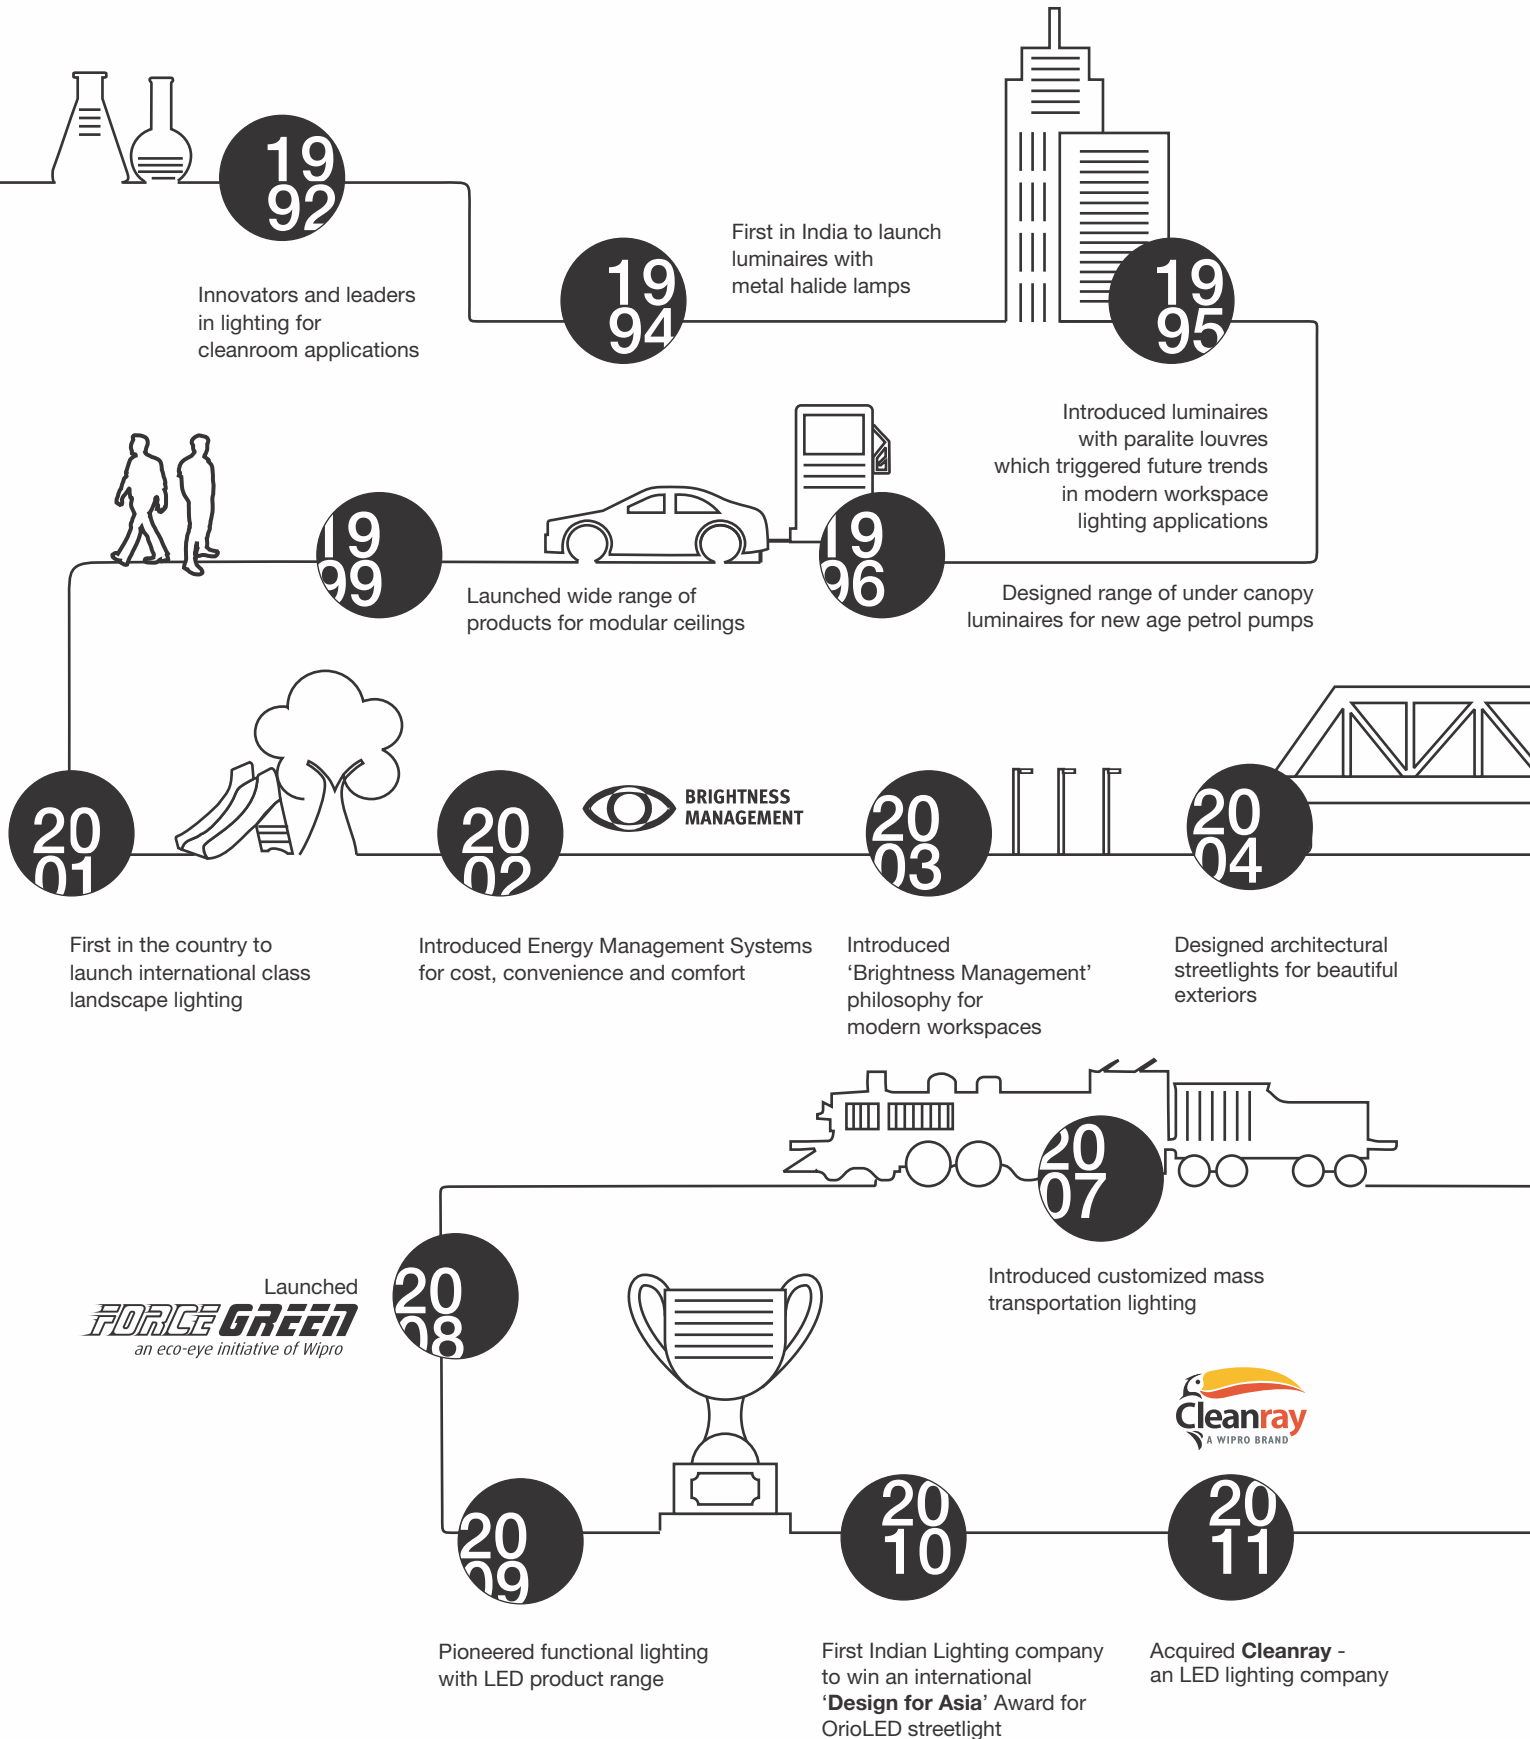 19
92
Innovators and leaders
in lighting for
cleanroom applications
19
94
First in India to launch
luminaires with
metal halide lamps
19
95
Introduced luminaires
with paralite louvres
which triggered future trends
in modern workspace
lighting applications
19
96
Designed range of under canopy
luminaires for new age petrol pumps
19
99
Launched wide range of
products for modular ceilings
20
01
First in the country to
launch international class
landscape lighting
20
02
BRIGHTNESS
MANAGEMENT
Introduced Energy Management Systems
for cost, convenience and comfort
20
03
Introduced
‘Brightness Management’
philosophy for
modern workspaces
20
04
Designed architectural
streetlights for beautiful
exteriors
20
07
Introduced customized mass
transportation lighting
20
08
Launched
FORCE GREEN
an eco-eye initiative of Wipro
20
09
Pioneered functional lighting
with LED product range
20
10
First Indian Lighting company
to win an international
‘Design for Asia’ Award for
OrioLED streetlight
Cleanray
A WIPRO BRAND
20
11
Acquired Cleanray -
an LED lighting company